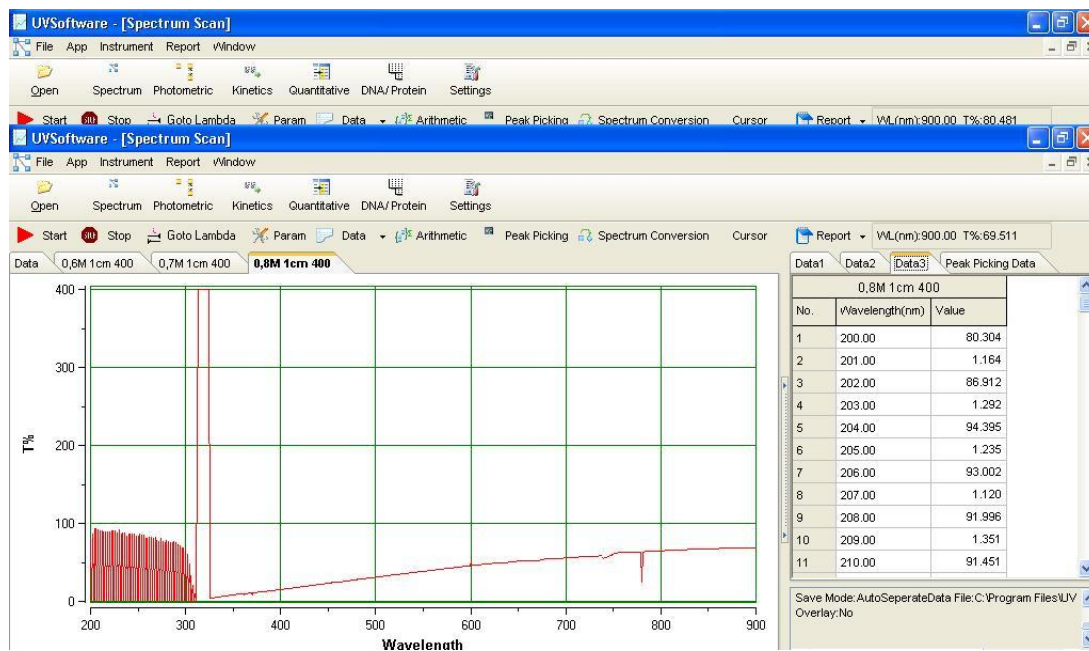 UVSoftware - [Spectrum Scan]
File App Instrument Report Window
Open Spectrum Photometric Kinetics Quantitative DNA/Protein Settings
Start Stop Goto Lambda Param Data Arithmetic Peak Picking Spectrum Conversion Cursor Report WL(nm):900.00 T%:80.481
UVSoftware - [Spectrum Scan]
File App Instrument Report Window
Open Spectrum Photometric Kinetics Quantitative DNA/Protein Settings
Start Stop Goto Lambda Param Data Arithmetic Peak Picking Spectrum Conversion Cursor Report WL(nm):900.00 T%:69.511
Data 0,6M 1cm 400 0,7M 1cm 400 0,8M 1cm 400
400
300
200
100
0
T%
200 300 400 500 600 700 800 900
Wavelength
Data1 Data2 Data3 Peak Picking Data
0,8M 1cm 400
No. Wavelength(nm) Value
1 200.00 80.304
2 201.00 1.164
3 202.00 86.912
4 203.00 1.292
5 204.00 94.395
6 205.00 1.235
7 206.00 93.002
8 207.00 1.120
9 208.00 91.996
10 209.00 1.351
11 210.00 91.451
Save Mode:AutoSeperateData File:C:\Program Files\UV
Overlay:No